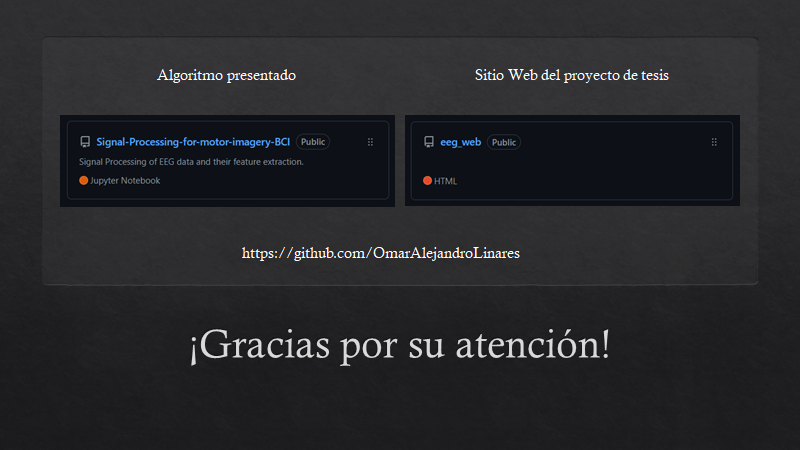 Algoritmo presentado
Sitio Web del proyecto de tesis
Signal-Processing-for-motor-imagery-BCI Public
Signal Processing of EEG data and their feature extraction.
Jupyter Notebook
eeg_web Public
HTML
https://github.com/OmarAlejandroLinares
¡Gracias por su atención!